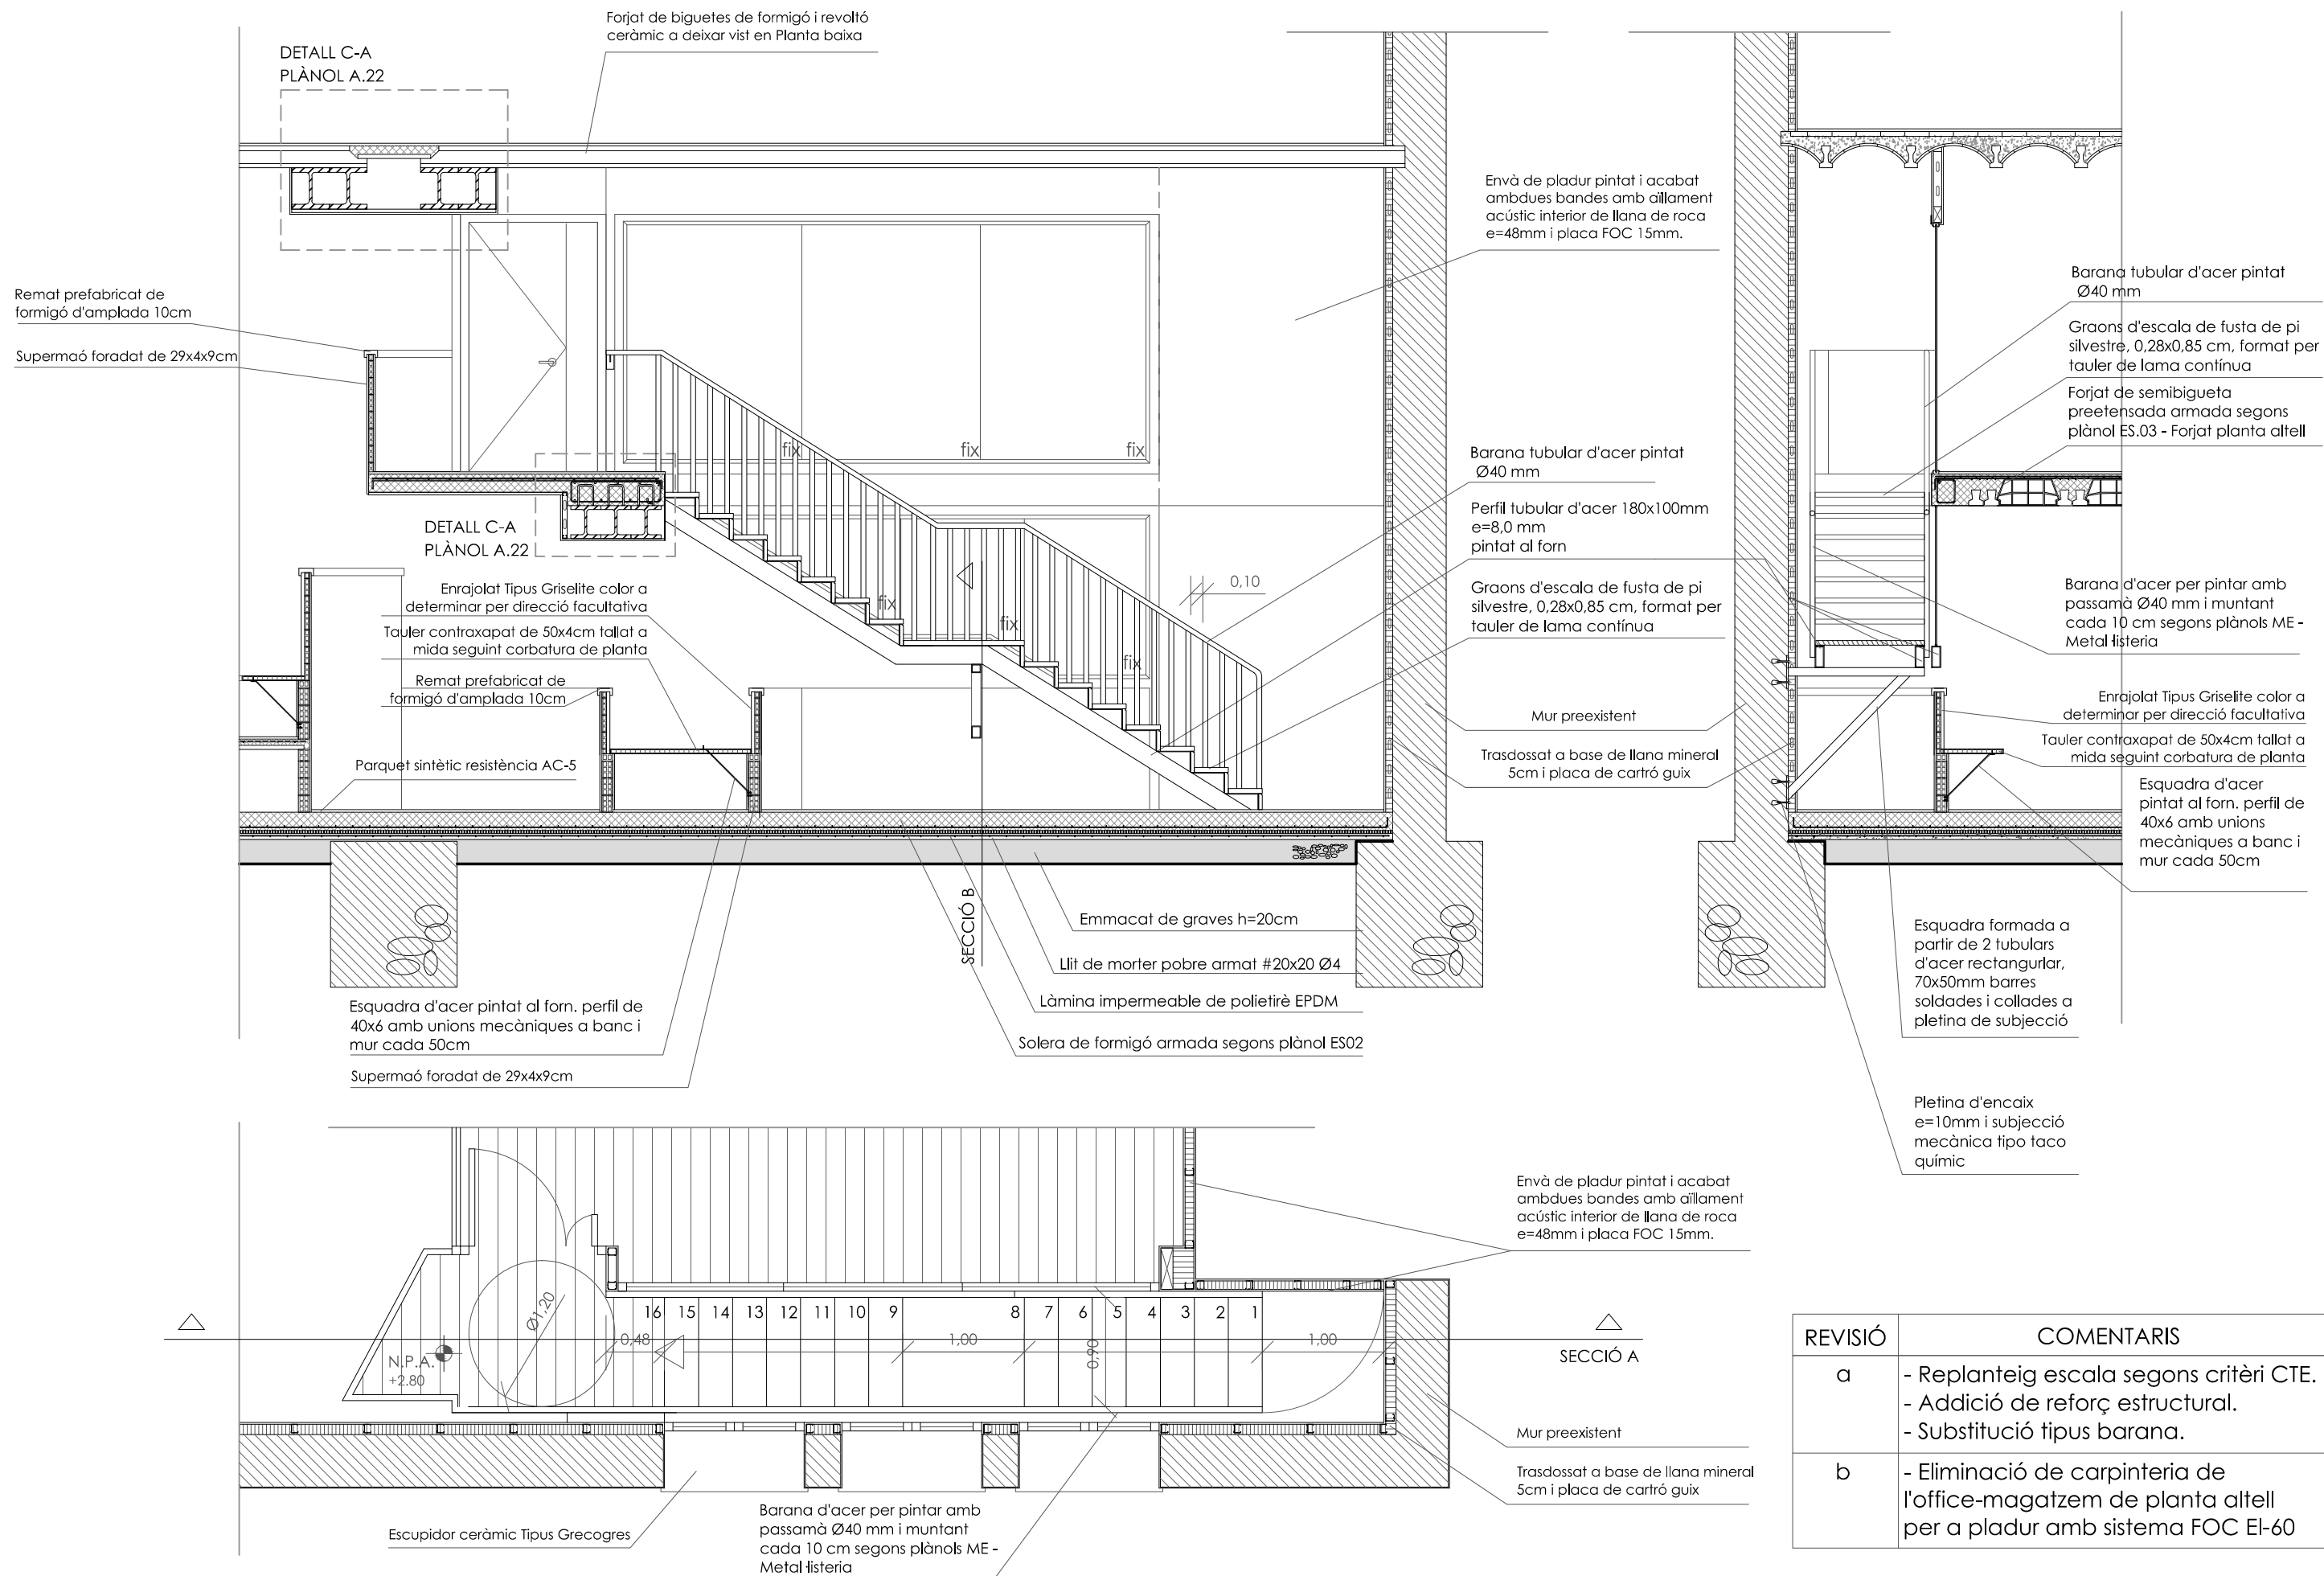 Forjat de biguetes de formigó i revoltó
ceràmic a deixar vist en Planta baixa
DETALL C-A
PLÀNOL A.22
Remat prefabricat de
formigó d'amplada 10cm
Supermaó foradat de 29x4x9cm
Envà de pladur pintat i acabat
ambdues bandes amb aïllament
acústic interior de llana de roca
e=48mm i placa FOC 15mm.
Barana tubular d'acer pintat
Ø40 mm
Graons d'escala de fusta de pi
silvestre, 0,28x0,85 cm, format per
tauler de lama contínua
Forjat de semibigueta
preetensada armada segons
plànol ES.03 - Forjat planta altell
fix
fix
fix
Barana tubular d'acer pintat
Ø40 mm
Perfil tubular d'acer 180x100mm
e=8,0 mm
pintat al forn
Graons d'escala de fusta de pi
silvestre, 0,28x0,85 cm, format per
tauler de lama contínua
DETALL C-A
PLÀNOL A.22
0,10
fix
fix
fix
Enrajolat Tipus Griselite color a
determinar per direcció facultativa
Tauler contraxapat de 50x4cm tallat a
mida seguint corbatura de planta
Remat prefabricat de
formigó d'amplada 10cm
Parquet sintètic resistència AC-5
Barana d'acer per pintar amb
passamà Ø40 mm i muntant
cada 10 cm segons plànols ME -
Metal·listeria
Mur preexistent
Trasdossat a base de llana mineral
5cm i placa de cartró guix
Enrajolat Tipus Griselite color a
determinar per direcció facultativa
Tauler contraxapat de 50x4cm tallat a
mida seguint corbatura de planta
Esquadra d'acer
pintat al forn. perfil de
40x6 amb unions
mecàniques a banc i
mur cada 50cm
SECCIÓ B
Emmacat de graves h=20cm
Llit de morter pobre armat #20x20 Ø4
Làmina impermeable de polietirè EPDM
Solera de formigó armada segons plànol ES02
Esquadra d'acer pintat al forn. perfil de
40x6 amb unions mecàniques a banc i
mur cada 50cm
Supermaó foradat de 29x4x9cm
Esquadra formada a
partir de 2 tubulars
d'acer rectangurlar,
70x50mm barres
soldades i collades a
pletina de subjecció
Pletina d'encaix
e=10mm i subjecció
mecànica tipo taco
químic
Envà de pladur pintat i acabat
ambdues bandes amb aïllament
acústic interior de llana de roca
e=48mm i placa FOC 15mm.
16 15 14 13 12 11 10 9 8 7 6 5 4 3 2 1
Ø1,20
0,48
1,00
0,90
1,00
N.P.A.
+2.80
SECCIÓ A
Mur preexistent
Trasdossat a base de llana mineral
5cm i placa de cartró guix
Escupidor ceràmic Tipus Grecogres
Barana d'acer per pintar amb
passamà Ø40 mm i muntant
cada 10 cm segons plànols ME -
Metal·listeria
REVISIÓ COMENTARIS
a - Replanteig escala segons critèri CTE.
- Addició de reforç estructural.
- Substitució tipus barana.
b - Eliminació de carpinteria de
l'office-magatzem de planta altell
per a pladur amb sistema FOC EI-60